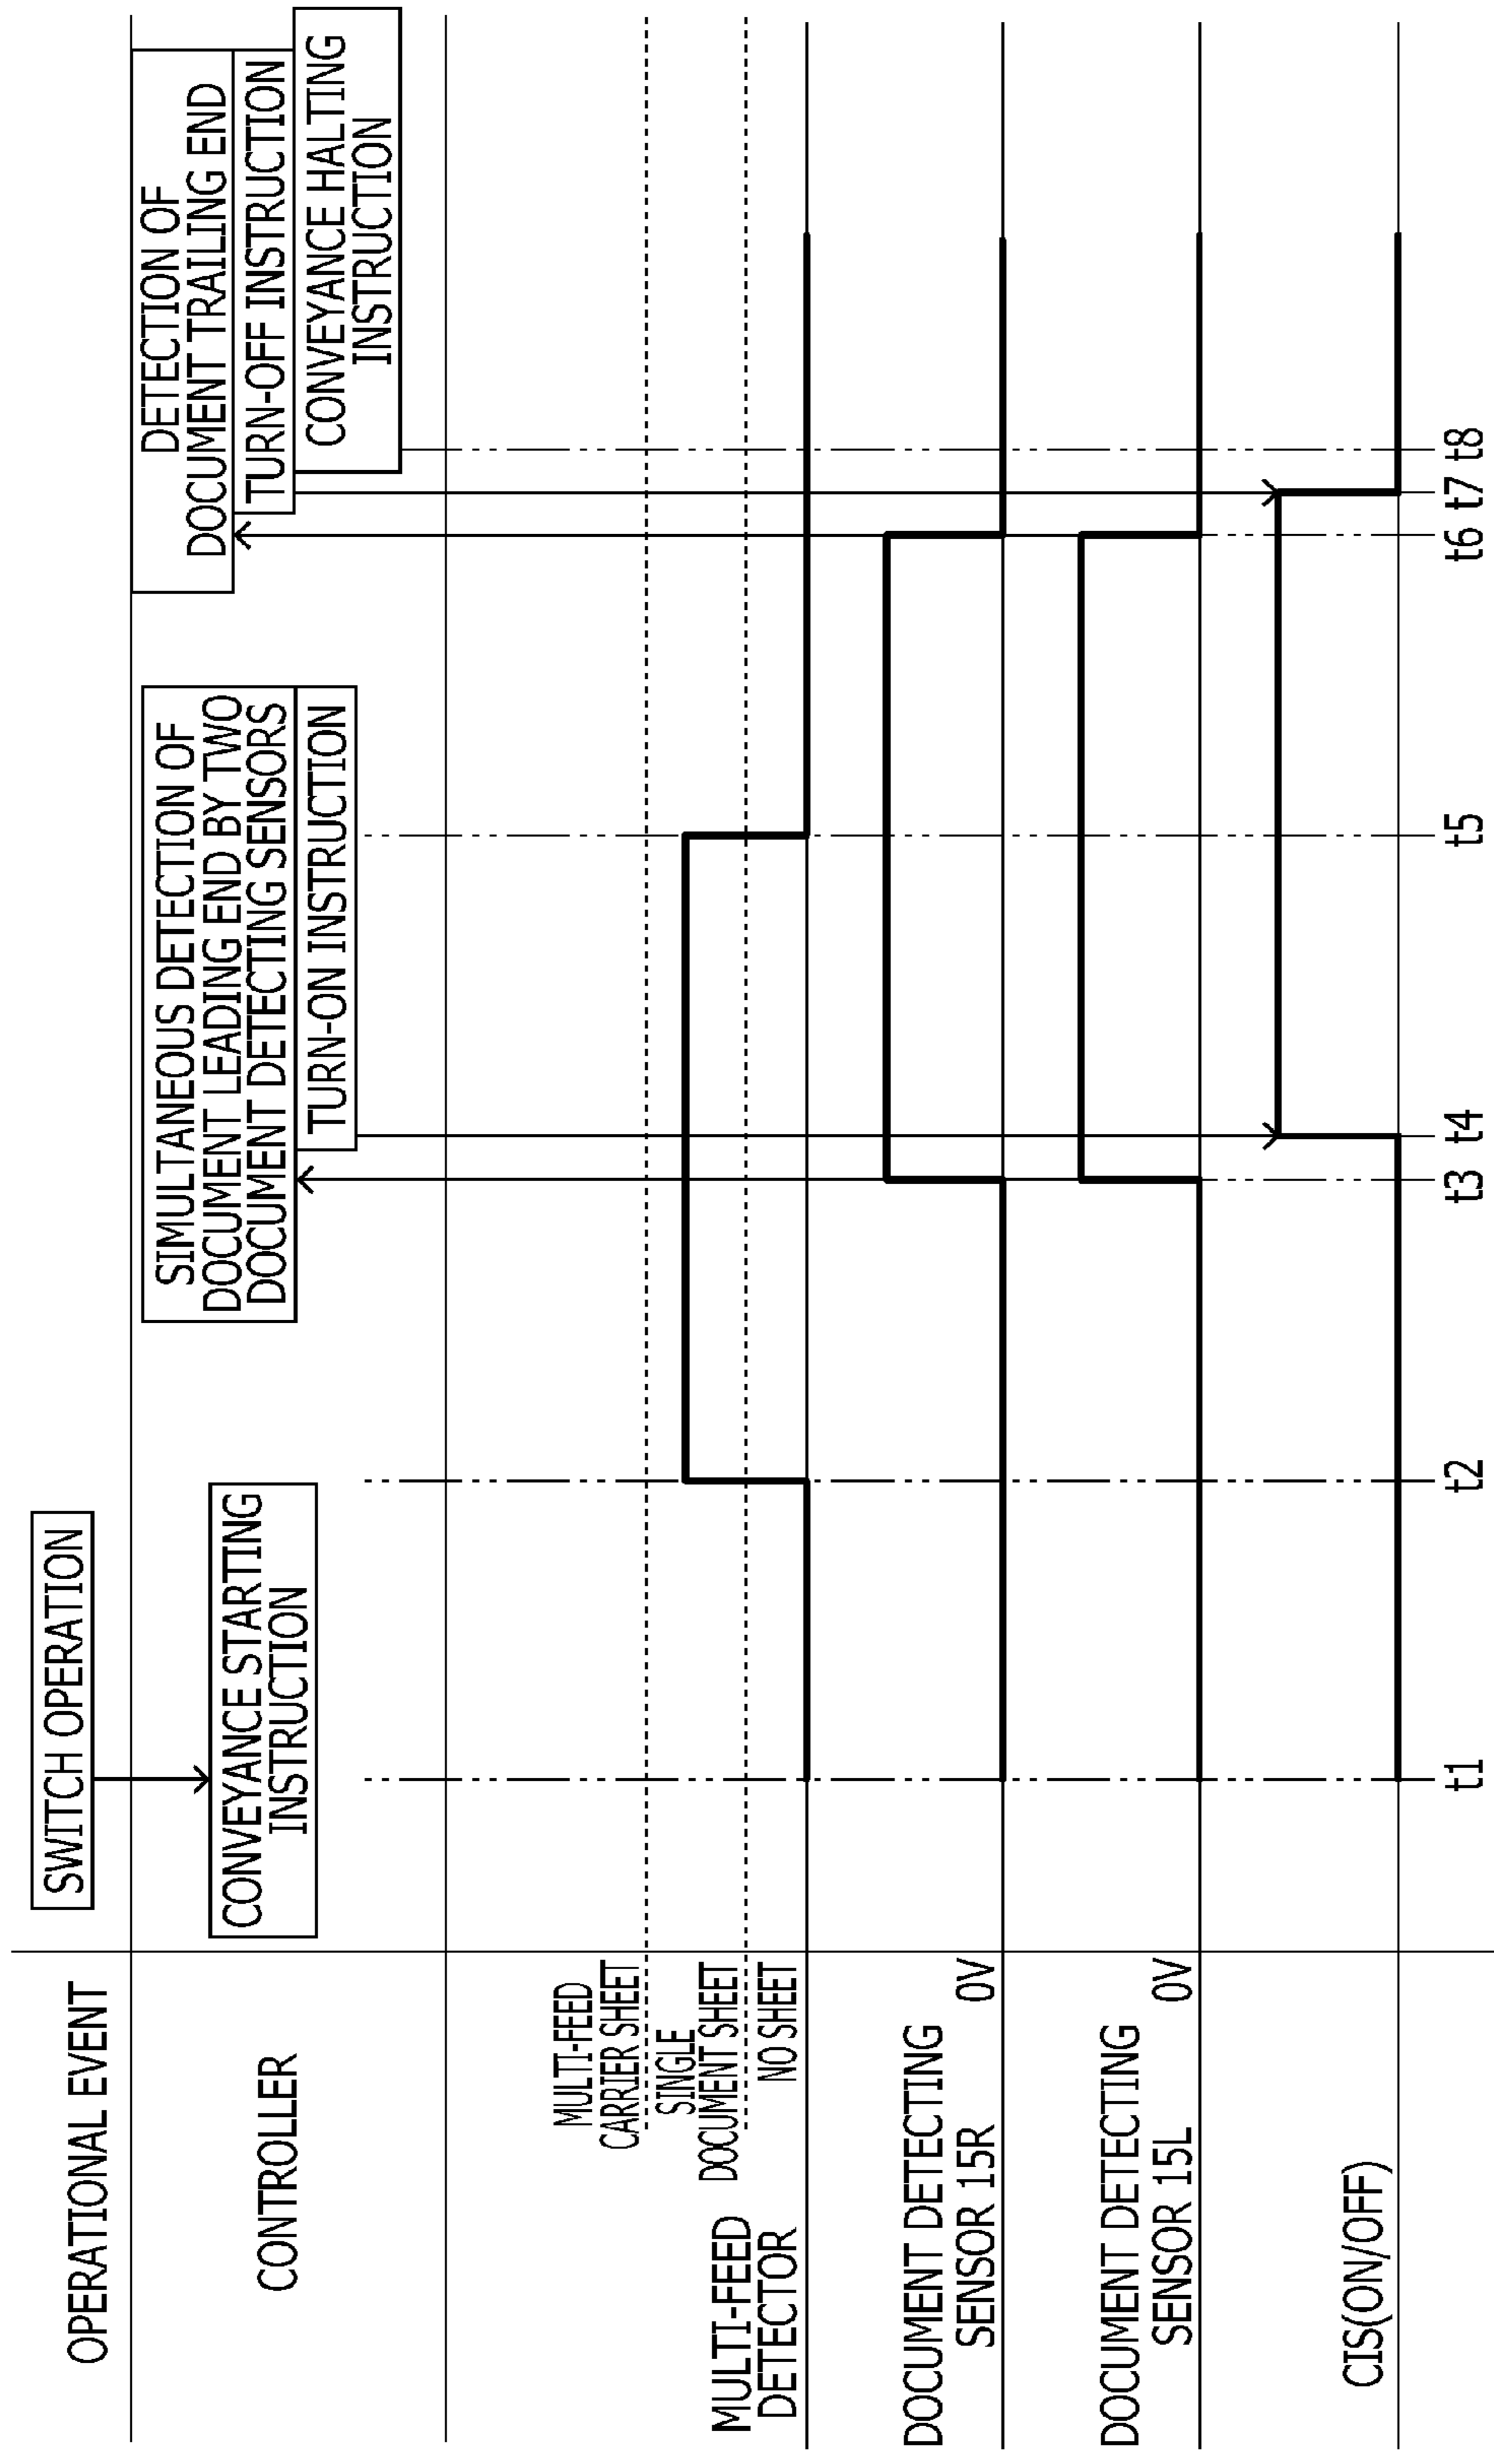 OPERATIONAL EVENT
SWITCH OPERATION
CONTROLLER
CONVEYANCE STARTING
INSTRUCTION
SIMULTANEOUS DETECTION OF
DOCUMENT LEADING END BY TWO
DOCUMENT DETECTING SENSORS
TURN-ON INSTRUCTION
DETECTION OF
DOCUMENT TRAILING END
TURN-OFF INSTRUCTION
CONVEYANCE HALTING
INSTRUCTION
MULTI-FEED
DETECTOR
MULTI-FEED
CARRIER SHEET
SINGLE
DOCUMENT SHEET
NO SHEET
DOCUMENT DETECTING
SENSOR 15R
0V
DOCUMENT DETECTING
SENSOR 15L
0V
CIS(ON/OFF)
t1
t2
t3
t4
t5
t6
t7
t8